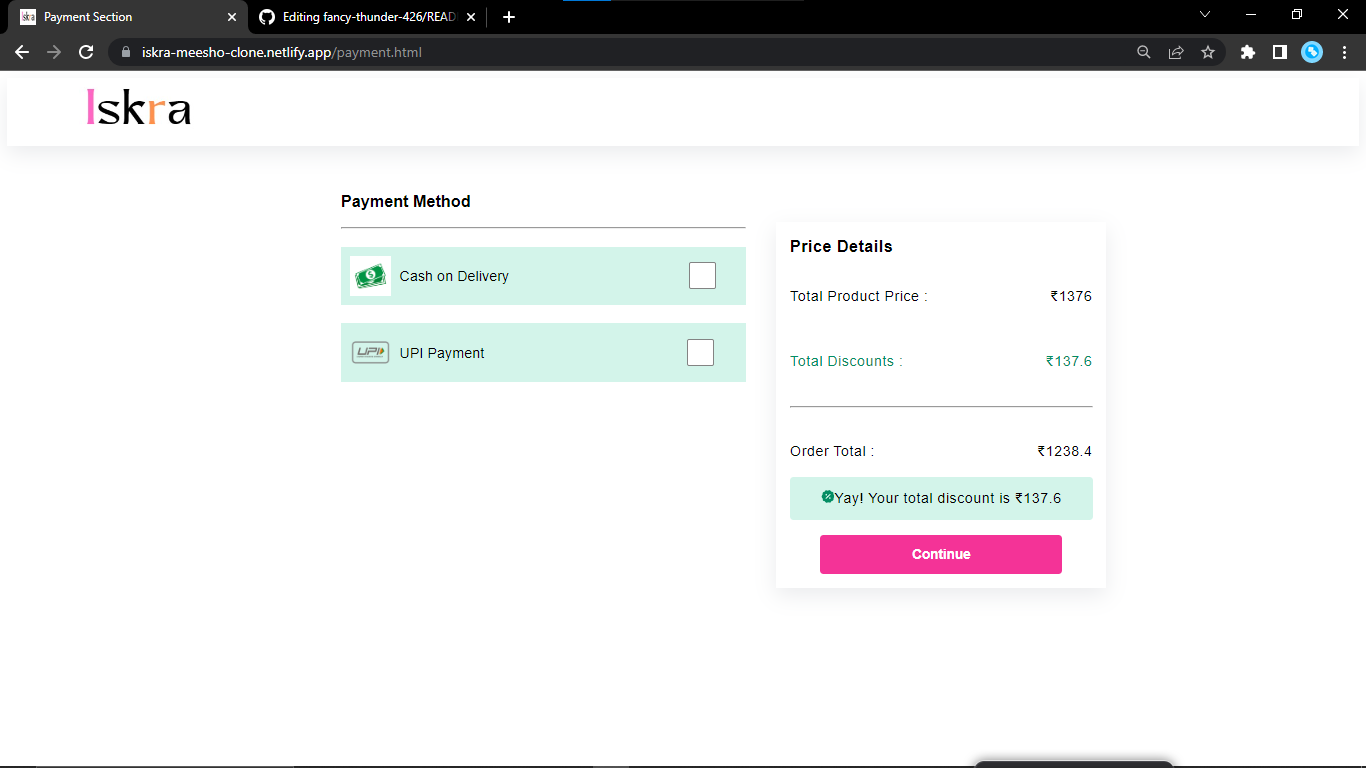 Payment Section
Editing fancy-thunder-426/READ
iskra-meesho-clone.netlify.app/payment.html
Iskra
Payment Method
Cash on Delivery
UPI
UPI Payment
Price Details
Total Product Price : ₹1376
Total Discounts : ₹137.6
Order Total : ₹1238.4
Yay! Your total discount is ₹137.6
Continue